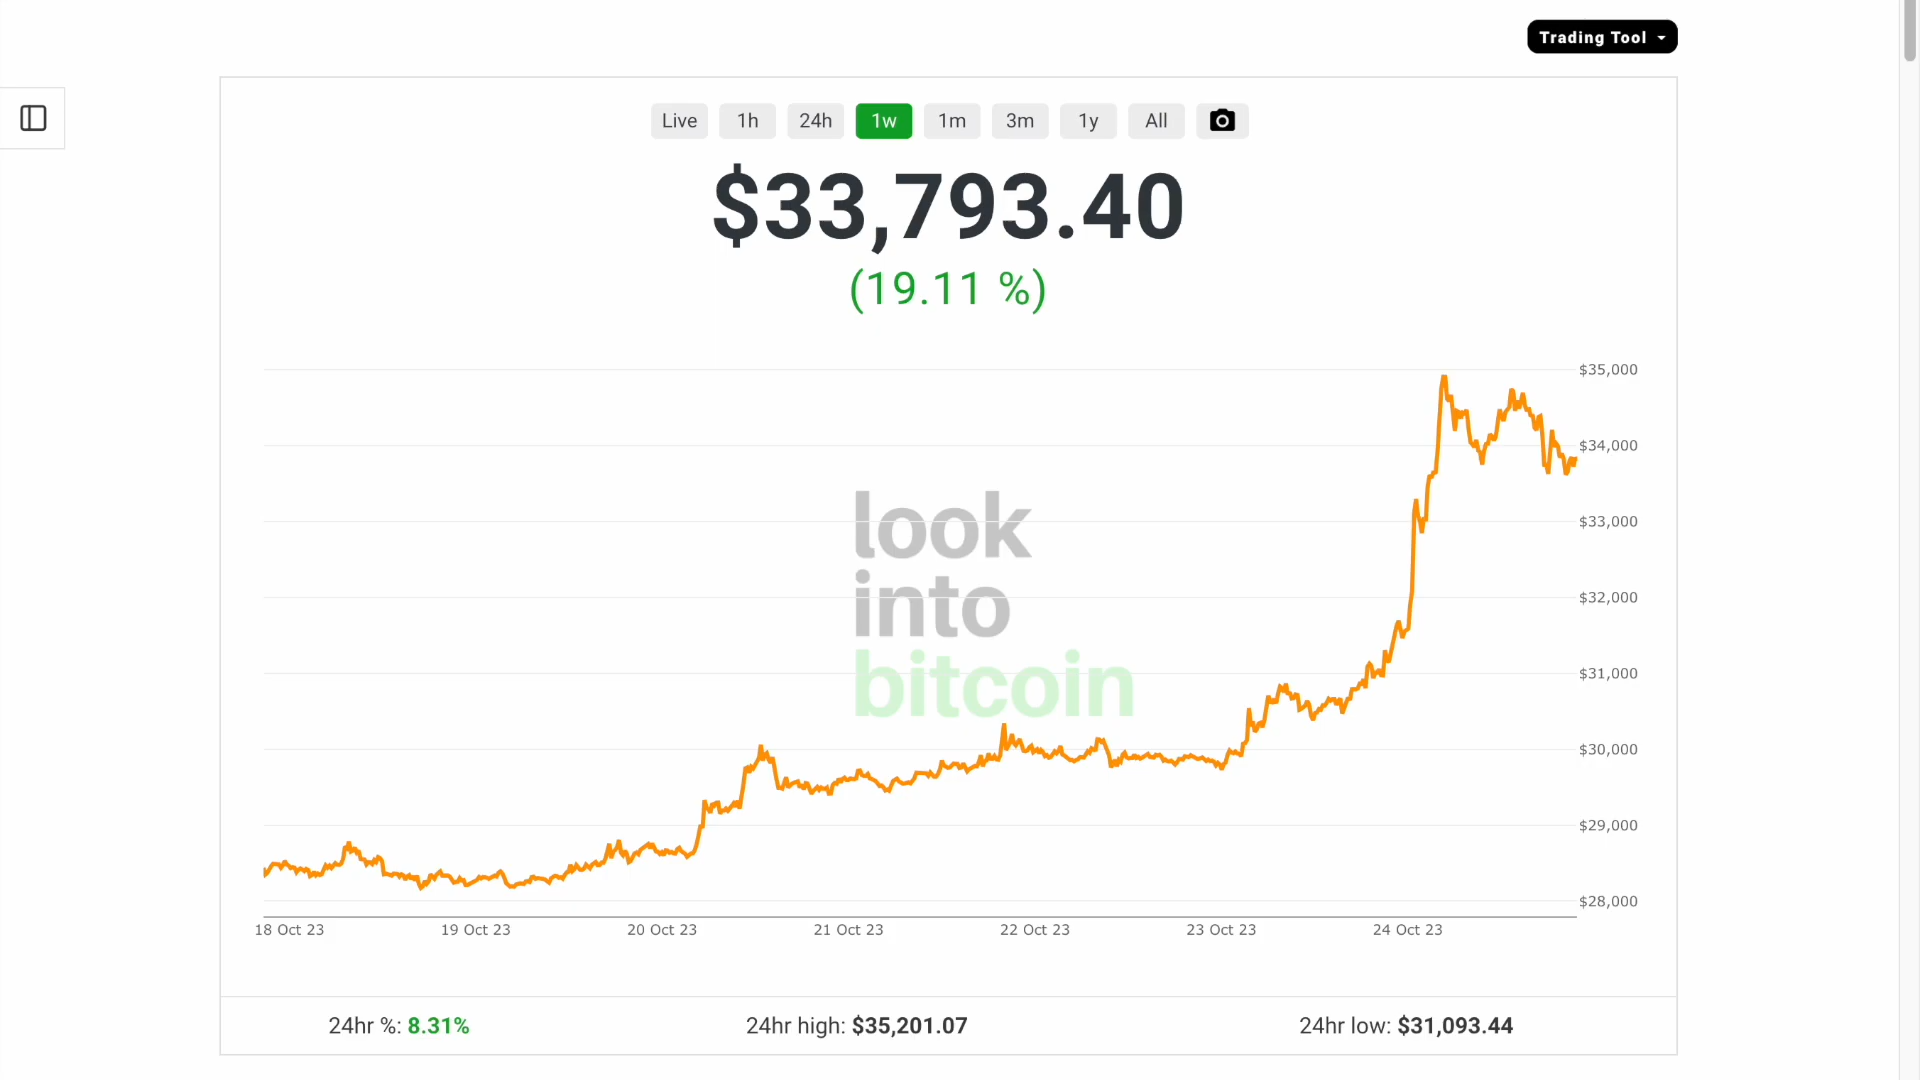 Trading Tool
Live 1h 24h 1w 1m 3m 1y All
$33,793.40
(19.11 %)
$35,000
$34,000
$33,000
$32,000
$31,000
$30,000
$29,000
$28,000
look
into
bitcoin
18 Oct 23 19 Oct 23 20 Oct 23 21 Oct 23 22 Oct 23 23 Oct 23 24 Oct 23
24hr %: 8.31% 24hr high: $35,201.07 24hr low: $31,093.44